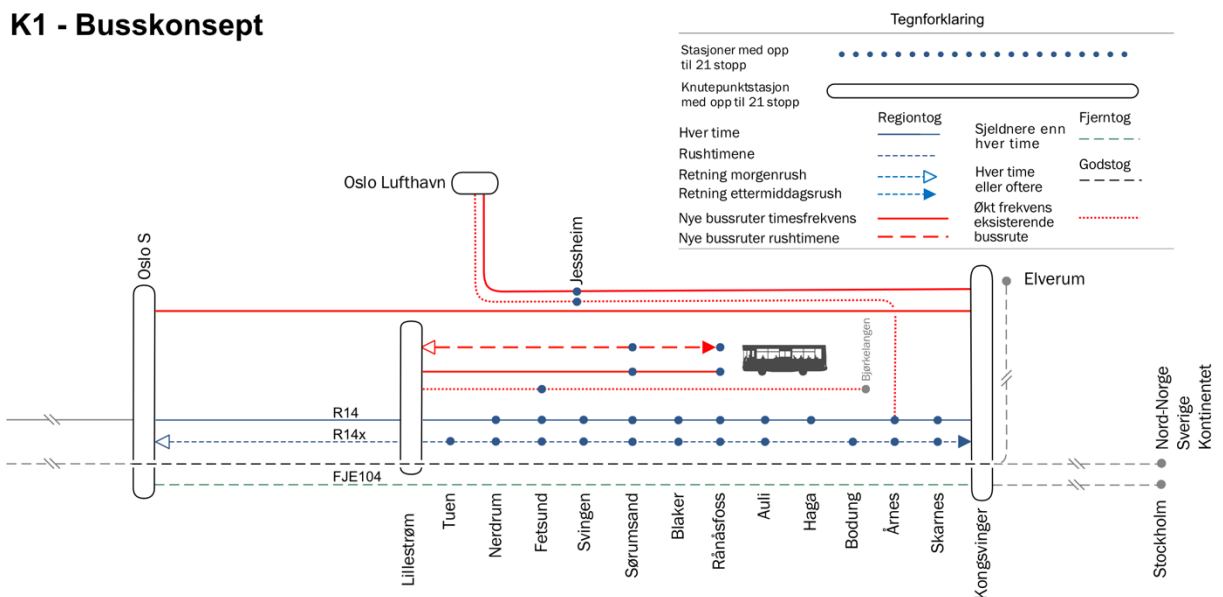 K1 - Busskonsept
Tegnforklaring
Stasjoner med opp
til 21 stopp
Knutepunktstasjon
med opp til 21 stopp
Regiontog
Fjerntog
Hver time
Sjeldnere enn
hver time
Rushtimene
Godstog
Retning morgenrush
Hver time
eller oftere
Retning ettermiddagsrush
Nye bussruter timesfrekvens
Økt frekvens
eksisterende
bussrute
Nye bussruter rushtimene
Oslo Lufthavn
Oslo S
Jessheim
Elverum
Bjørkelangen
R14
R14x
FJE104
Lillestrøm
Tuen
Nerdrum
Fetsund
Svingen
Sørumsand
Blaker
Rånåsfoss
Auli
Haga
Bodung
Årnes
Skarnes
Kongsvinger
Nord-Norge
Sverige
Kontinentet
Stockholm